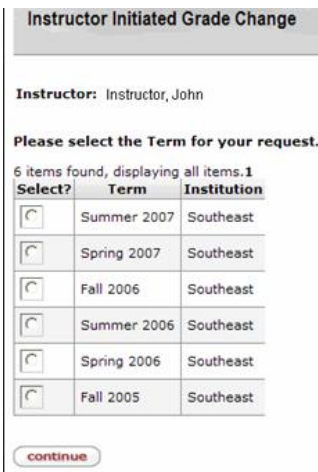 Instructor Initiated Grade Change
Instructor: Instructor, John
Please select the Term for your request.
6 items found, displaying all items.1
Select? Term Institution
Summer 2007 Southeast
Spring 2007 Southeast
Fall 2006 Southeast
Summer 2006 Southeast
Spring 2006 Southeast
Fall 2005 Southeast
continue